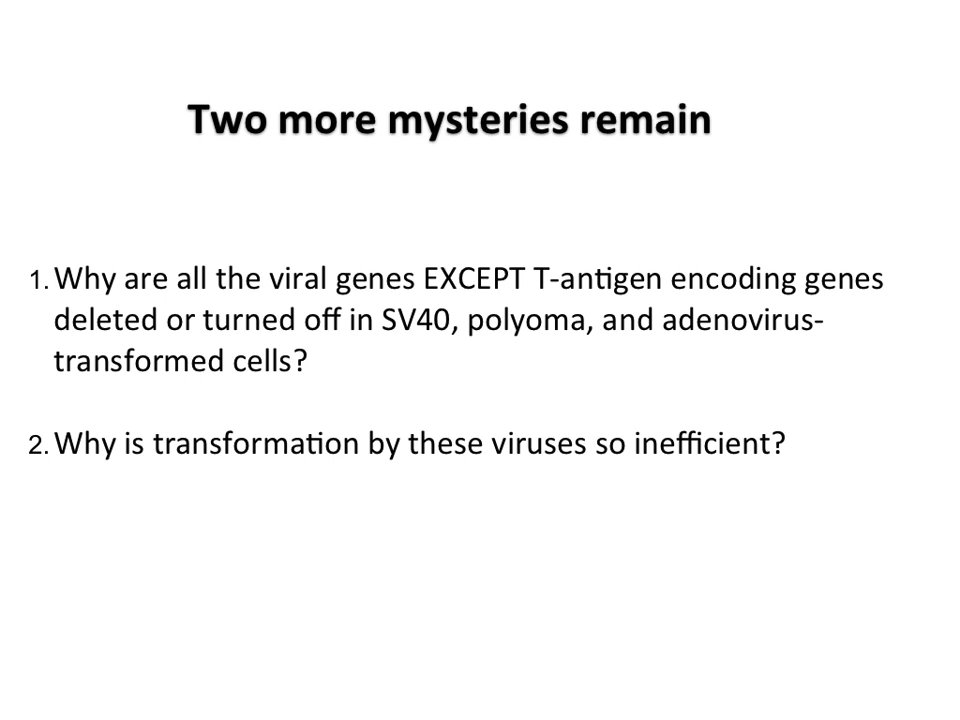 Two more mysteries remain
1. Why are all the viral genes EXCEPT T-antigen encoding genes
deleted or turned off in SV40, polyoma, and adenovirus-
transformed cells?
2. Why is transformation by these viruses so inefficient?